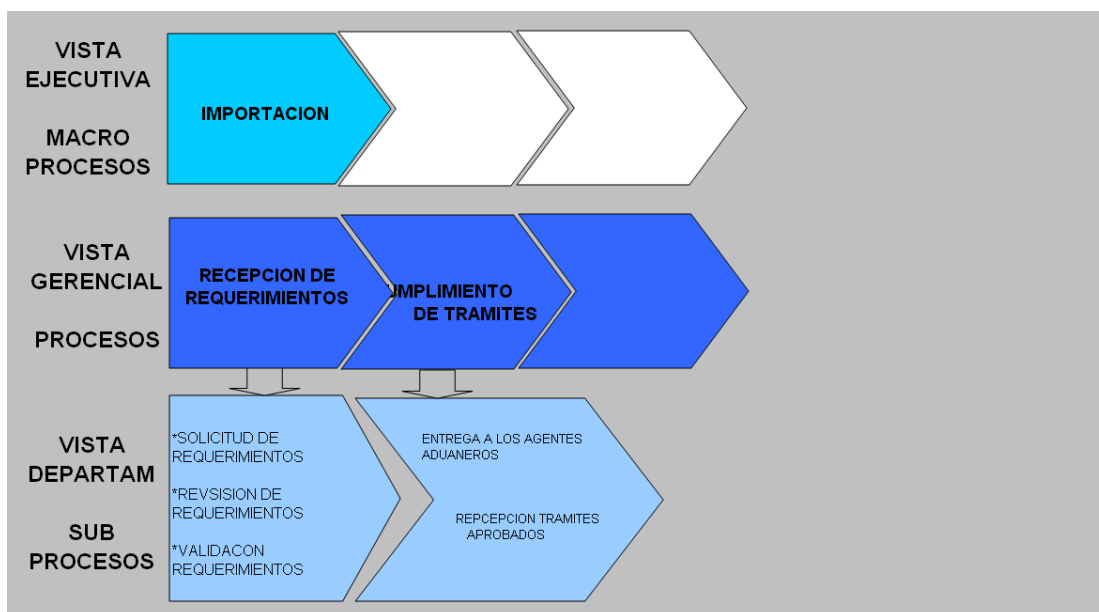 VISTA
EJECUTIVA
MACRO
PROCESOS
IMPORTACION
VISTA
GERENCIAL
PROCESOS
RECEPCION DE
REQUERIMIENTOS
UMPLIMIENTO
DE TRAMITES
VISTA
DEPARTAM
SUB
PROCESOS
*SOLICITUD DE
REQUERIMIENTOS
*REVSISION DE
REQUERIMIENTOS
*VALIDACON
REQUERIMIENTOS
ENTREGA A LOS AGENTES
ADUANEROS
REPCEPCION TRAMITES
APROBADOS